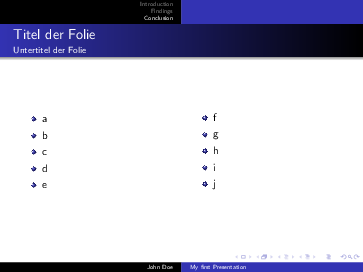 Introduction
Findings
Conclusion
Titel der Folie
Untertitel der Folie
a
b
c
d
e
f
g
h
i
j
John Doe
My first Presentation